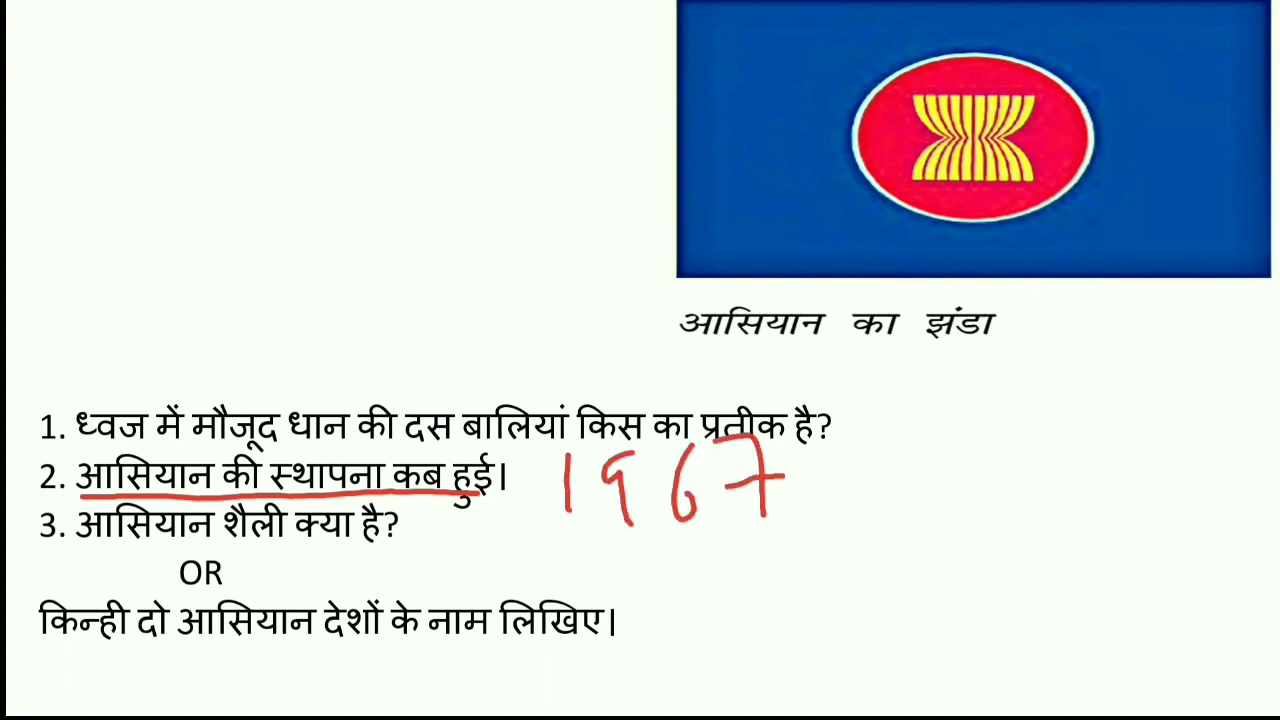 आसियान का झंडा
1. ध्वज में मौजूद धान की दस बालियां किस का प्रतीक है?
2. आसियान की स्थापना कब हुई। 1967
3. आसियान शैली क्या है?
OR
किन्ही दो आसियान देशों के नाम लिखिए।